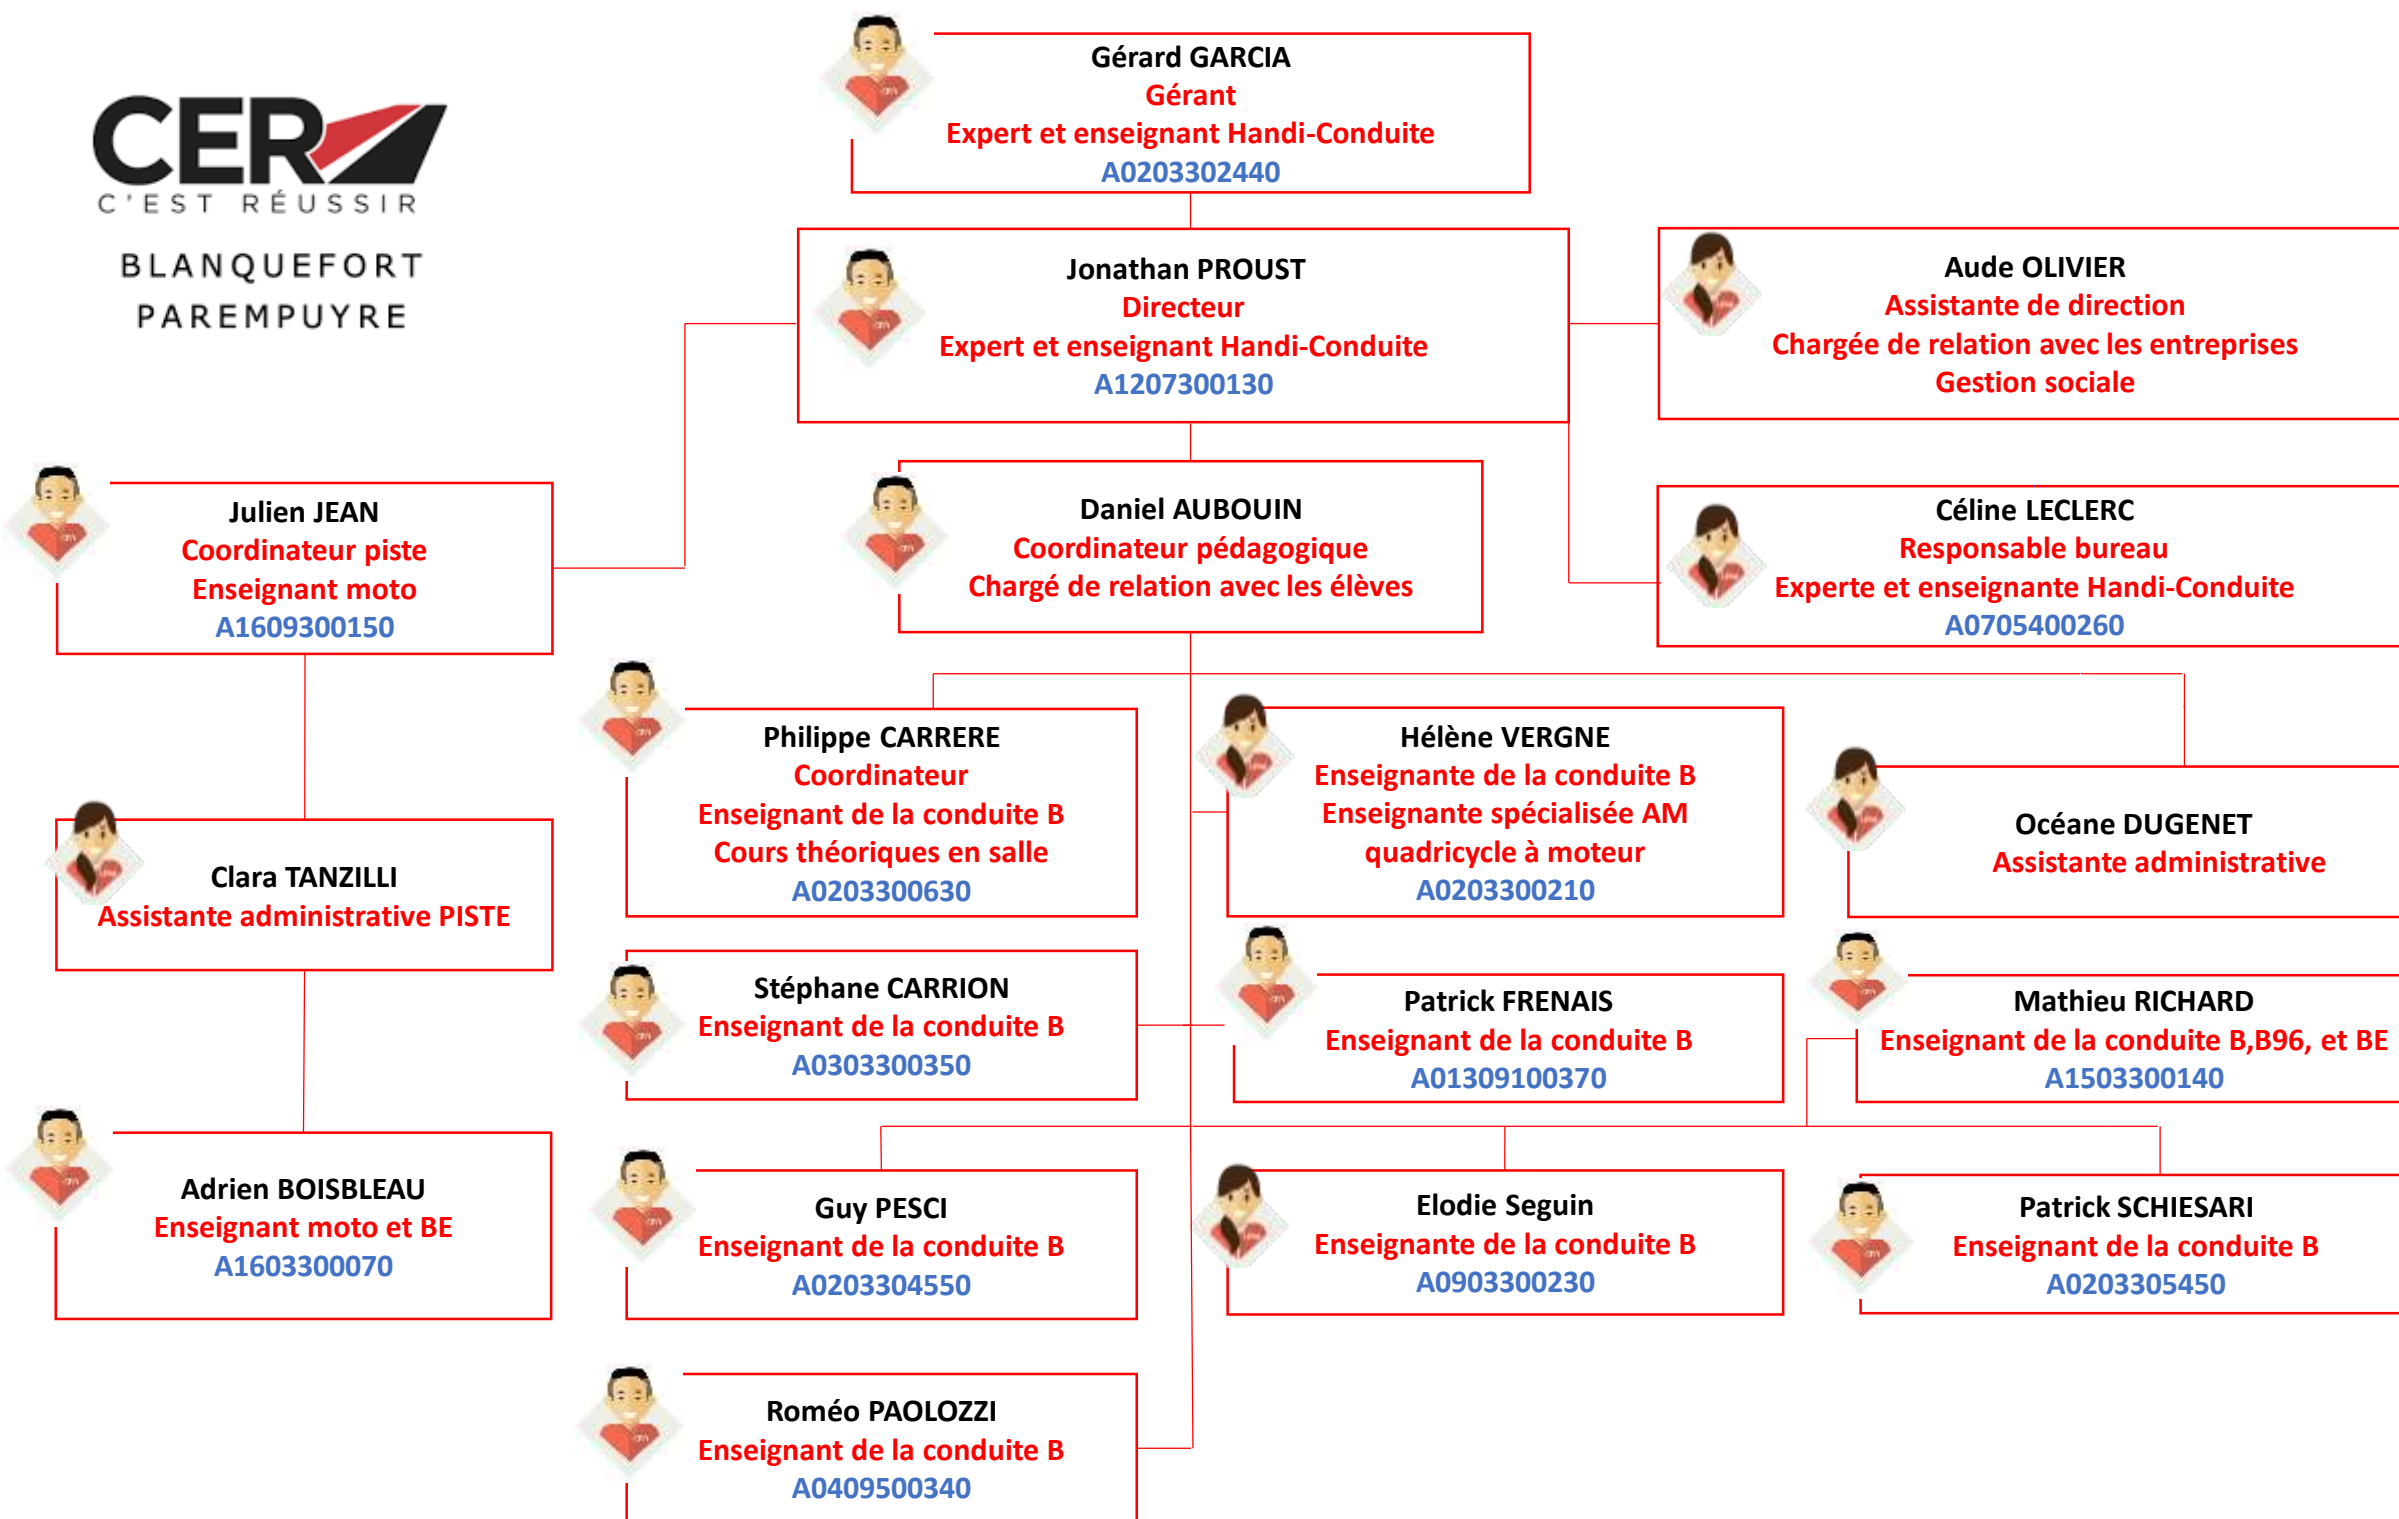 CER
C'EST RÉUSSIR
BLANQUEFORT
PAREMPUYRE
Gérard GARCIA
Gérant
Expert et enseignant Handi-Conduite
A0203302440
Jonathan PROUST
Directeur
Expert et enseignant Handi-Conduite
A1207300130
Aude OLIVIER
Assistante de direction
Chargée de relation avec les entreprises
Gestion sociale
Julien JEAN
Coordinateur piste
Enseignant moto
A1609300150
Daniel AUBOUIN
Coordinateur pédagogique
Chargé de relation avec les élèves
Céline LECLERC
Responsable bureau
Experte et enseignante Handi-Conduite
A0705400260
Philippe CARRERE
Coordinateur
Enseignant de la conduite B
Cours théoriques en salle
A0203300630
Hélène VERGNE
Enseignante de la conduite B
Enseignante spécialisée AM
quadricycle à moteur
A0203300210
Océane DUGENET
Assistante administrative
Clara TANZILLI
Assistante administrative PISTE
Stéphane CARRION
Enseignant de la conduite B
A0303300350
Patrick FRENAIS
Enseignant de la conduite B
A01309100370
Mathieu RICHARD
Enseignant de la conduite B,B96, et BE
A1503300140
Adrien BOISBLEAU
Enseignant moto et BE
A1603300070
Guy PESCI
Enseignant de la conduite B
A0203304550
Elodie Seguin
Enseignante de la conduite B
A0903300230
Patrick SCHIESARI
Enseignant de la conduite B
A0203305450
Roméo PAOLOZZI
Enseignant de la conduite B
A0409500340